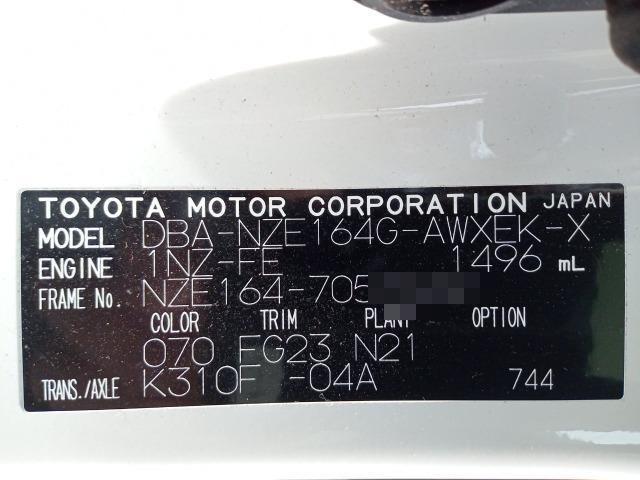 TOYOTA MOTOR CORPORATION JAPAN
MODEL DBA-NZE164G-AWXEK-X
ENGINE 1NZ-FE 1496 mL
FRAME No. NZE164-705
COLOR TRIM PLANT OPTION
070 FG23 N21
TRANS./AXLE K310F -04A 744